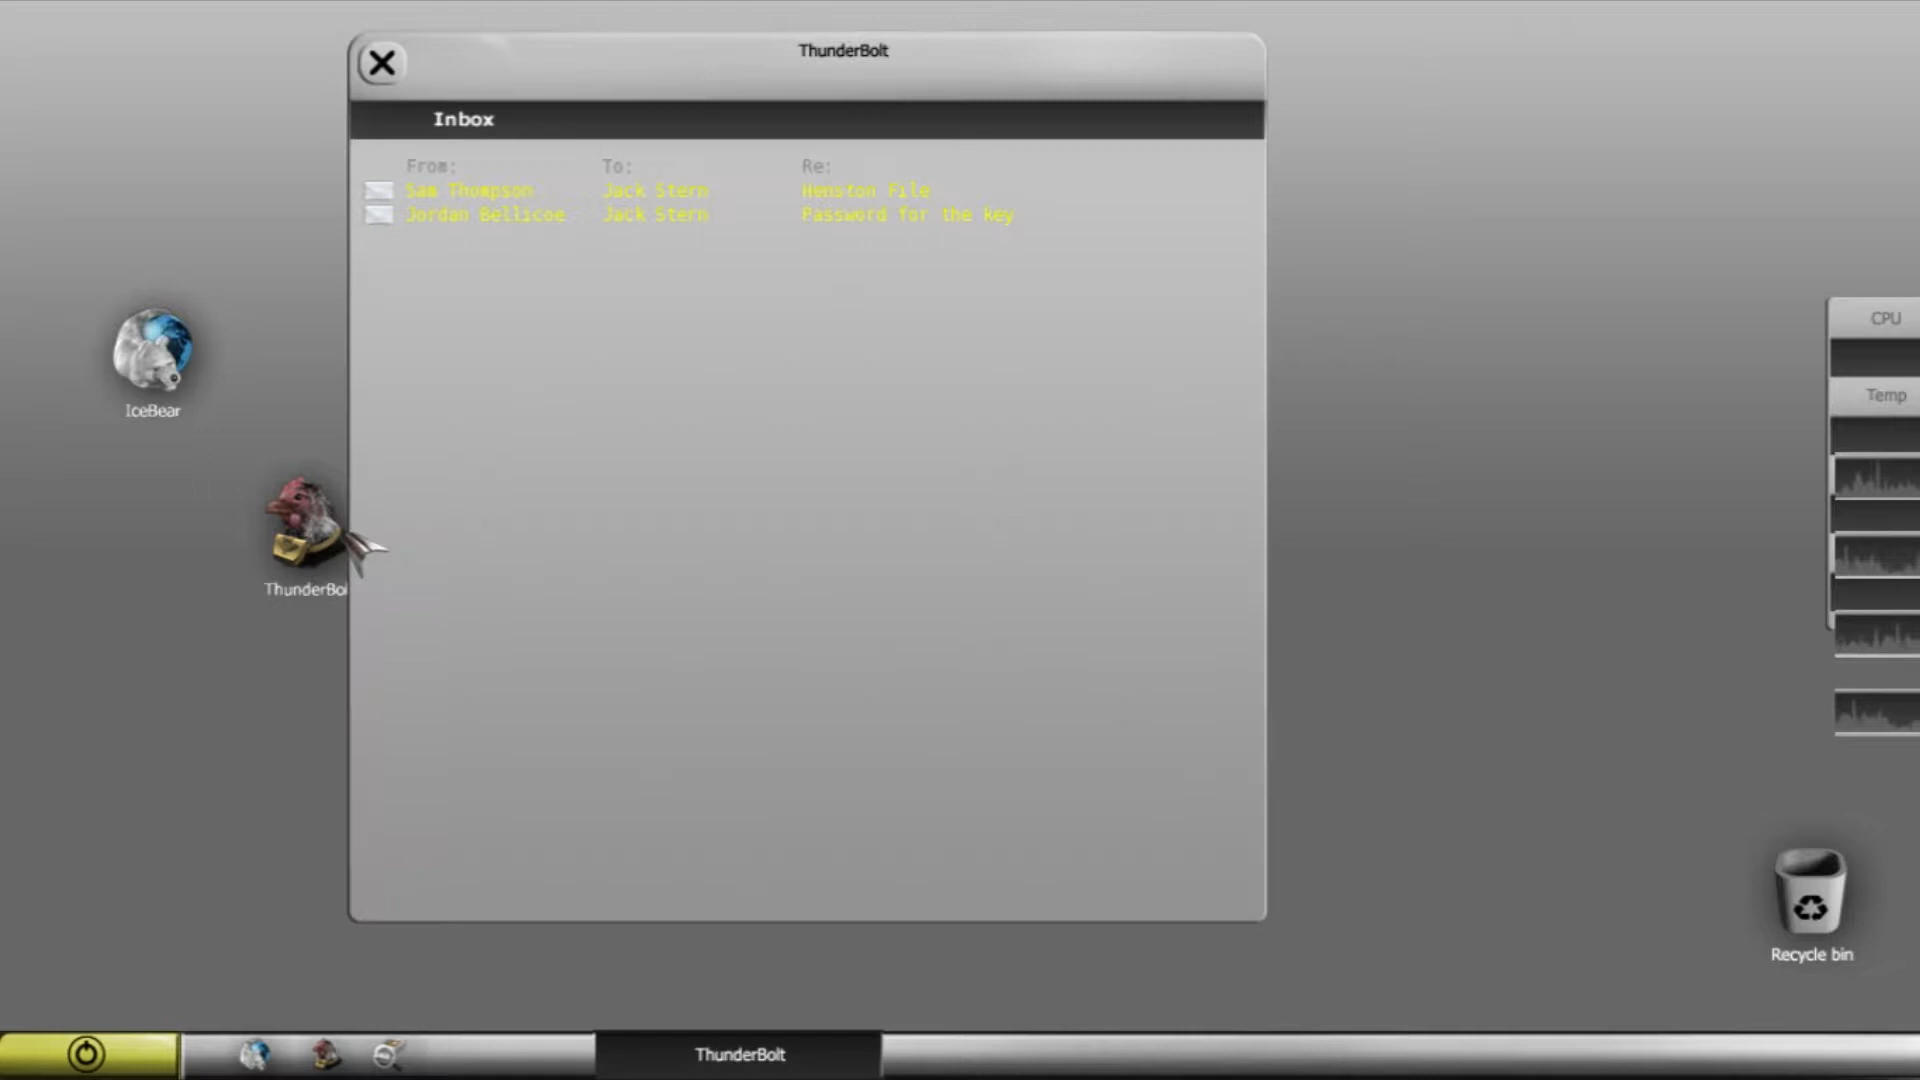 ThunderBolt
Inbox
From: To: Re:
Sam Thompson Jack Stern Henston File
Jordan Bellicoe Jack Stern Password for the key
CPU
IceBear
Temp
ThunderBol
Recycle bin
ThunderBolt